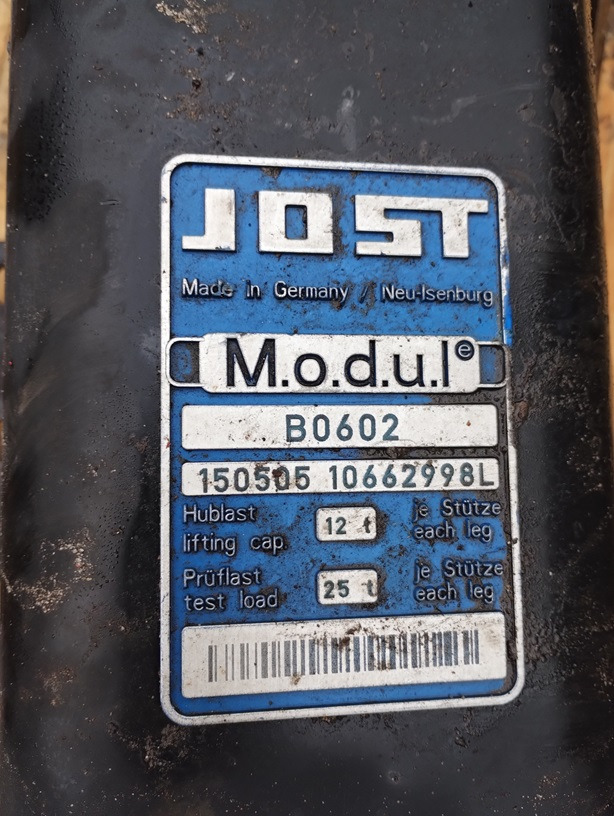 JOST
Made in Germany / Neu-Isenburg
M.o.d.u.l e
B0602
150505 10662998L
Hublast 12 t je Stütze
lifting cap. each leg
Prüflast 25 t je Stütze
test load each leg